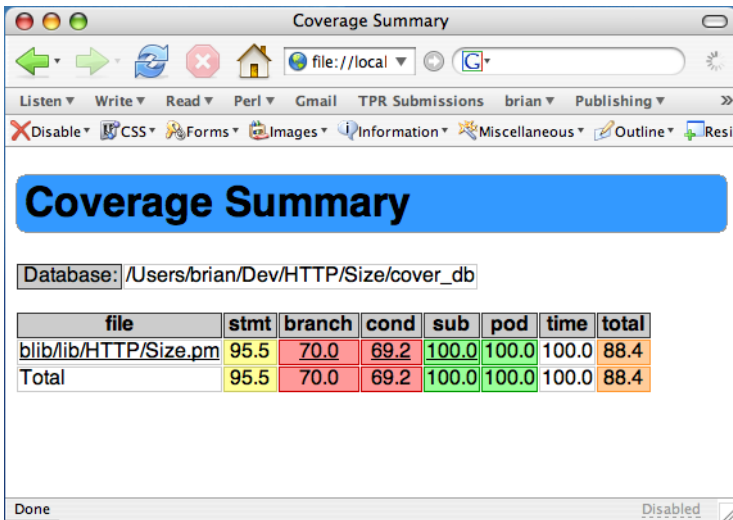 Coverage Summary
file://local
G
Listen Write Read Perl Gmail TPR Submissions brian Publishing »
Disable CSS Forms Images Information Miscellaneous Outline Resi
Coverage Summary
Database: /Users/brian/Dev/HTTP/Size/cover_db
file stmt branch cond sub pod time total
blib/lib/HTTP/Size.pm 95.5 70.0 69.2 100.0 100.0 100.0 88.4
Total 95.5 70.0 69.2 100.0 100.0 100.0 88.4
Done Disabled